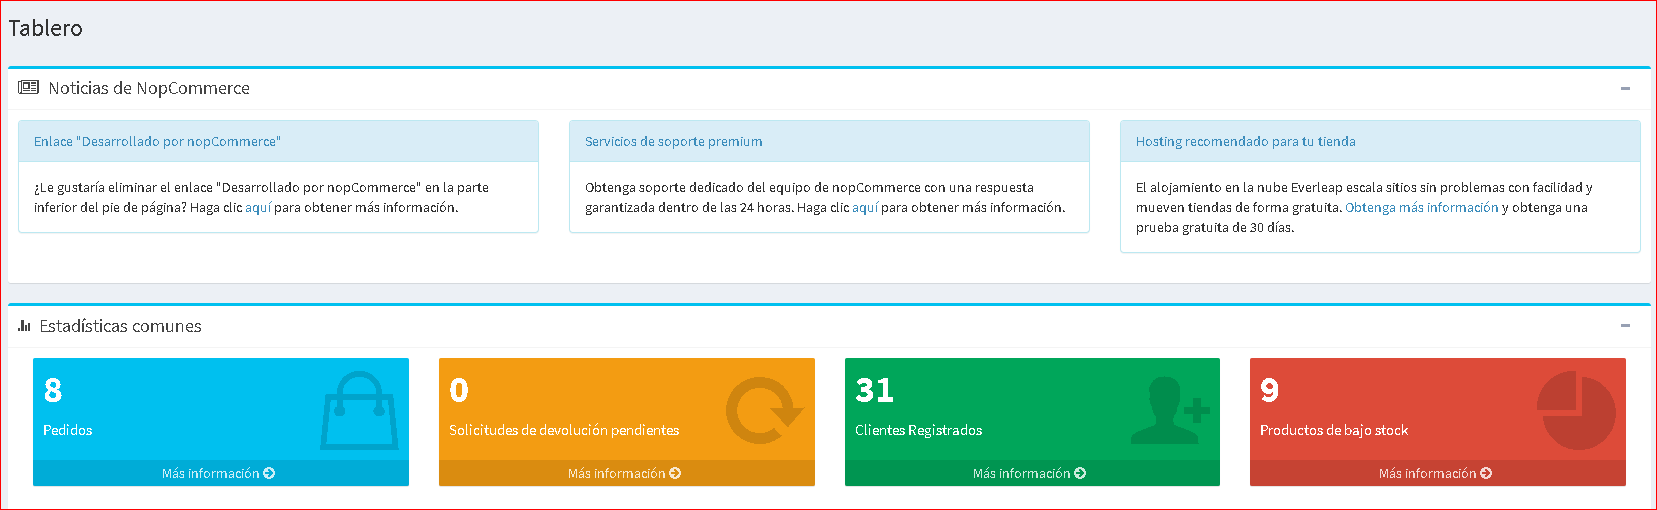 Tablero
Noticias de NopCommerce
Enlace "Desarrollado por nopCommerce"
¿Le gustaría eliminar el enlace "Desarrollado por nopCommerce" en la parte
inferior del pie de página? Haga clic aquí para obtener más información.
Servicios de soporte premium
Obtenga soporte dedicado del equipo de nopCommerce con una respuesta
garantizada dentro de las 24 horas. Haga clic aquí para obtener más información.
Hosting recomendado para tu tienda
El alojamiento en la nube Everleap escala sitios sin problemas con facilidad y
mueven tiendas de forma gratuita. Obtenga más información y obtenga una
prueba gratuita de 30 días.
Estadísticas comunes
8
Pedidos
Más información
0
Solicitudes de devolución pendientes
Más información
31
Clientes Registrados
Más información
9
Productos de bajo stock
Más información